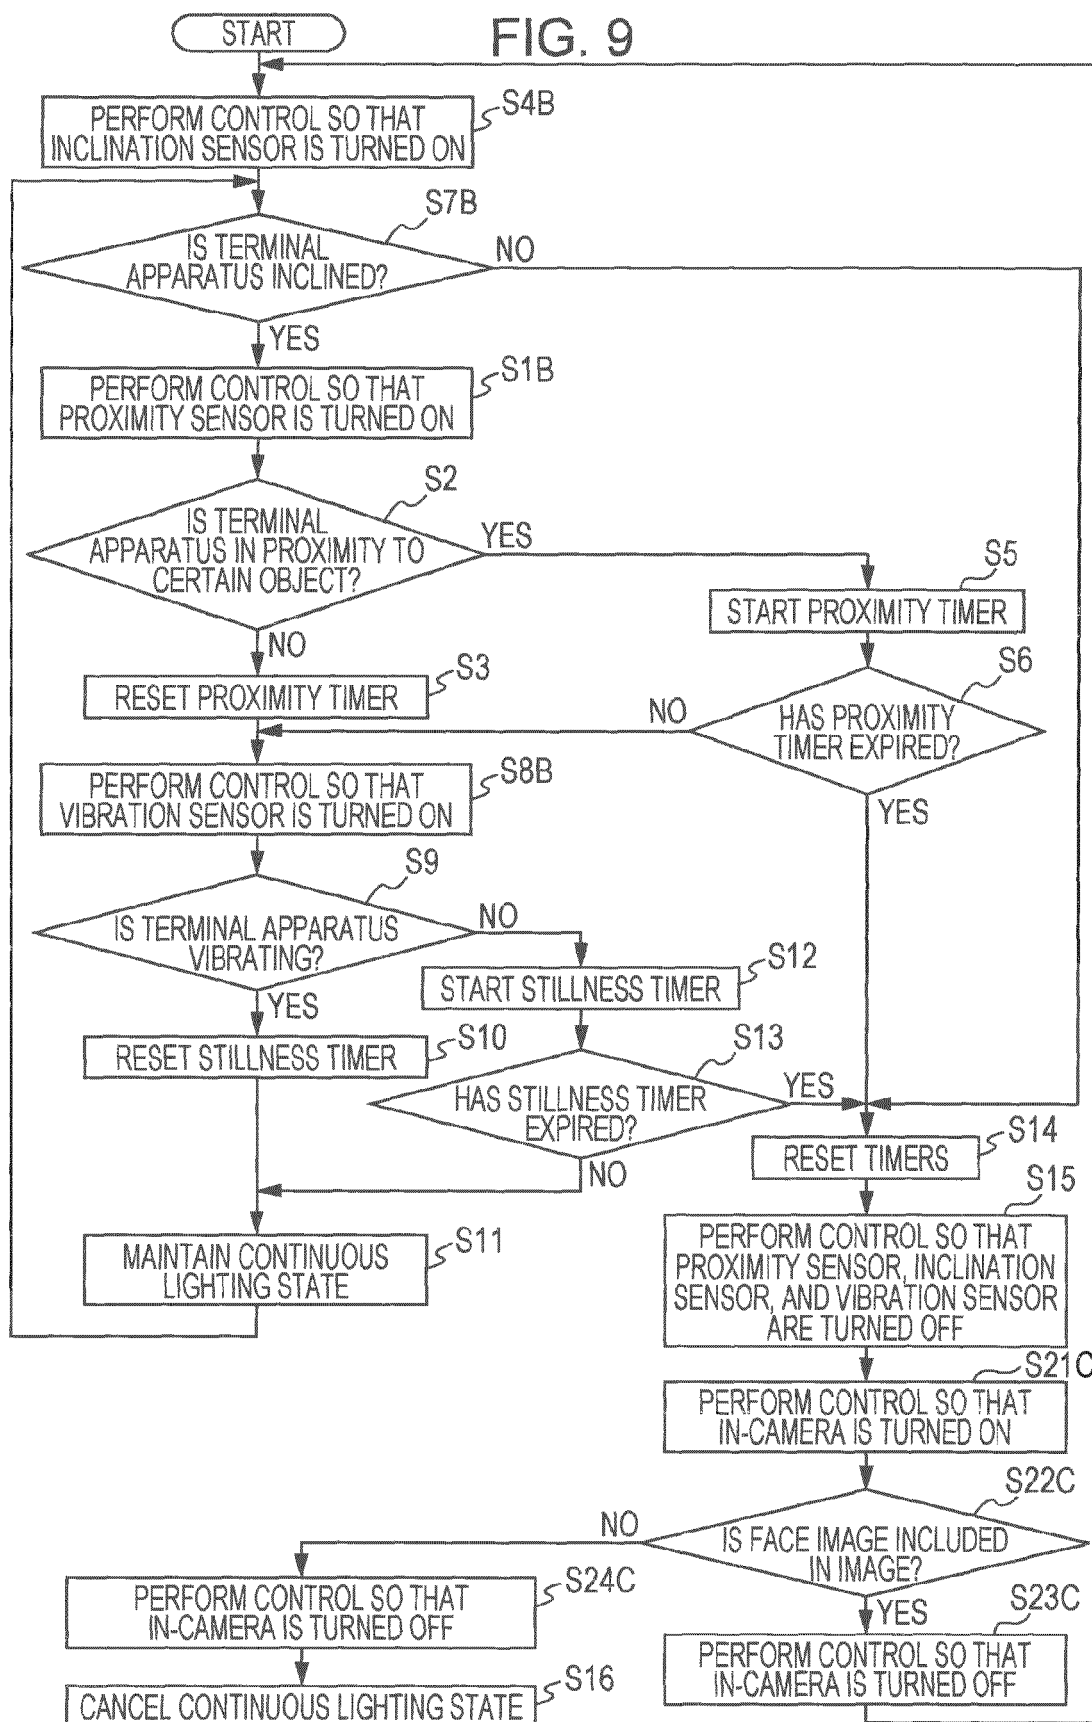 FIG. 9
START
S4B
PERFORM CONTROL SO THAT
INCLINATION SENSOR IS TURNED ON
S7B
IS TERMINAL
APPARATUS INCLINED?
NO
YES
S1B
PERFORM CONTROL SO THAT
PROXIMITY SENSOR IS TURNED ON
S2
IS TERMINAL
APPARATUS IN PROXIMITY TO
CERTAIN OBJECT?
YES
NO
S5
START PROXIMITY TIMER
S3
RESET PROXIMITY TIMER
S6
HAS PROXIMITY
TIMER EXPIRED?
NO
YES
S8B
PERFORM CONTROL SO THAT
VIBRATION SENSOR IS TURNED ON
S9
IS TERMINAL APPARATUS
VIBRATING?
NO
YES
S12
START STILLNESS TIMER
S10
RESET STILLNESS TIMER
S13
HAS STILLNESS TIMER
EXPIRED?
YES
NO
S14
RESET TIMERS
S11
MAINTAIN CONTINUOUS
LIGHTING STATE
S15
PERFORM CONTROL SO THAT
PROXIMITY SENSOR, INCLINATION
SENSOR, AND VIBRATION SENSOR
ARE TURNED OFF
S21C
PERFORM CONTROL SO THAT
IN-CAMERA IS TURNED ON
S22C
IS FACE IMAGE INCLUDED
IN IMAGE?
NO
YES
S24C
PERFORM CONTROL SO THAT
IN-CAMERA IS TURNED OFF
S23C
PERFORM CONTROL SO THAT
IN-CAMERA IS TURNED OFF
S16
CANCEL CONTINUOUS LIGHTING STATE